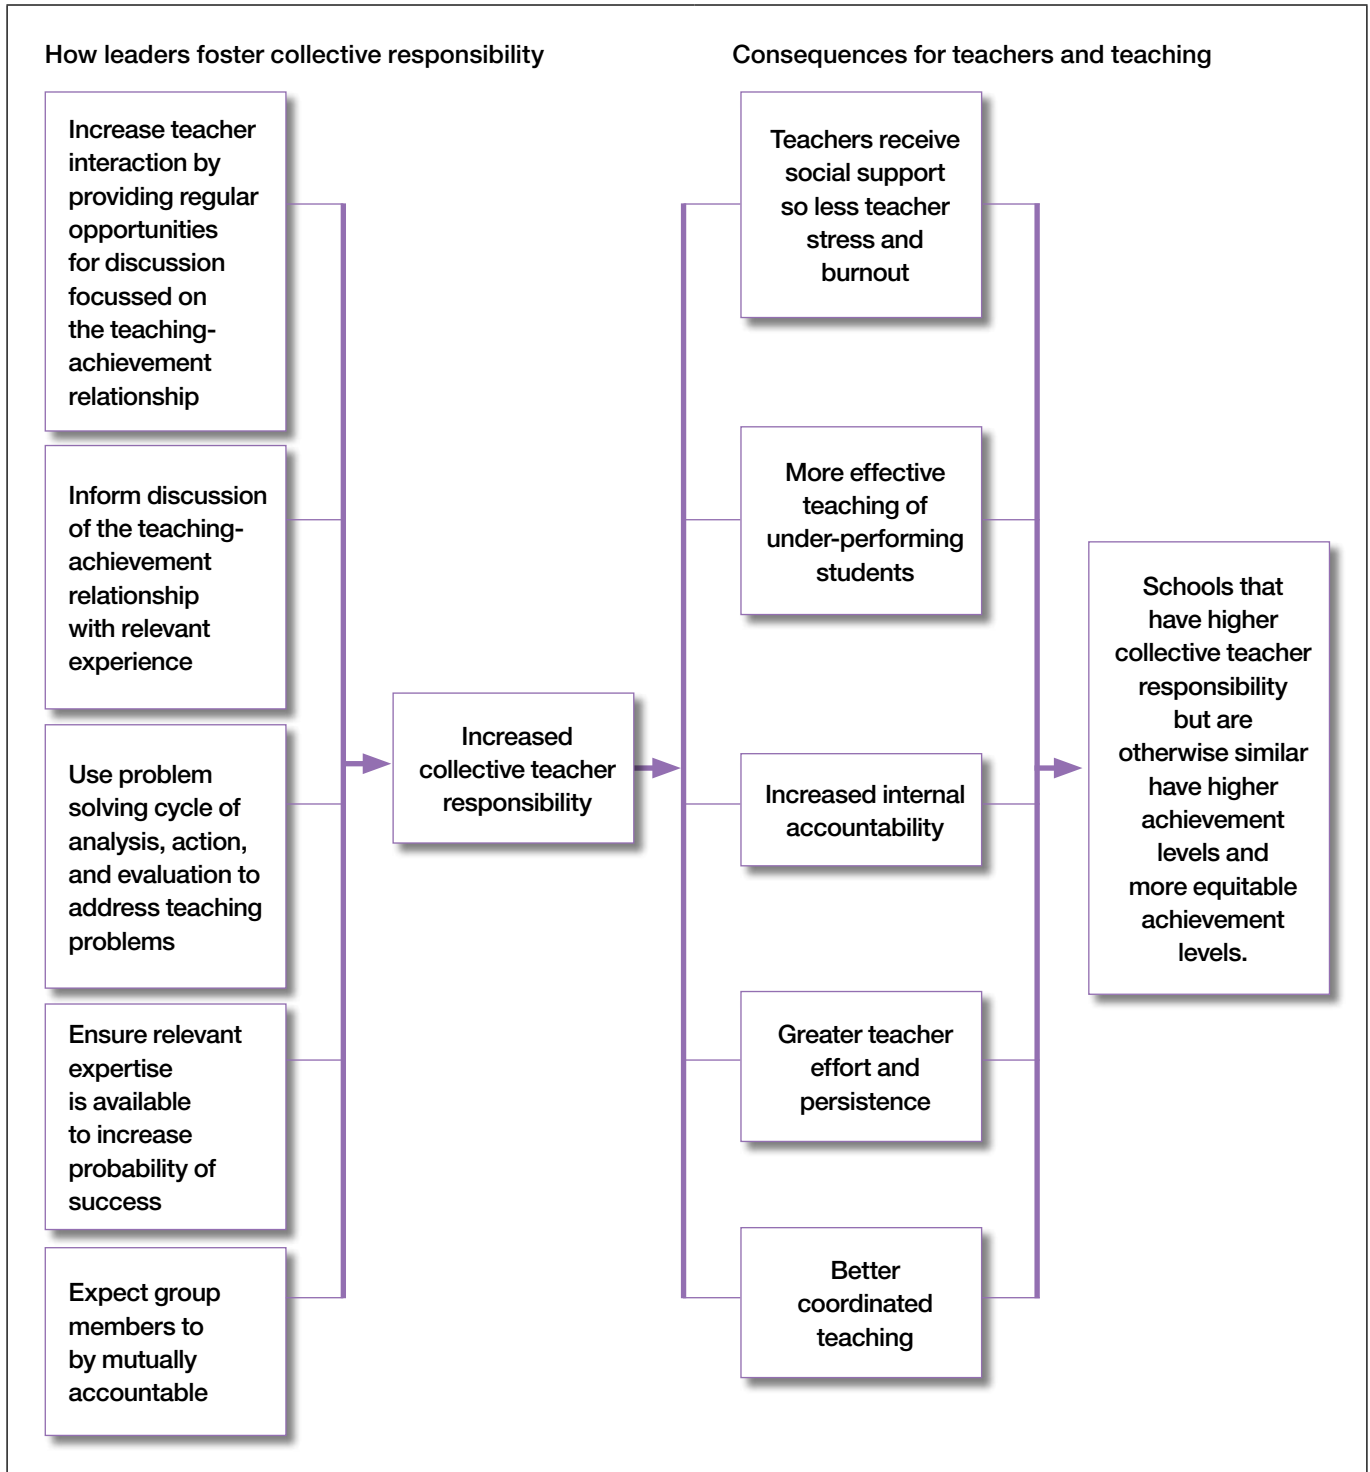 How leaders foster collective responsibility
Increase teacher
interaction by
providing regular
opportunities
for discussion
focussed on
the teaching-
achievement
relationship
Inform discussion
of the teaching-
achievement
relationship
with relevant
experience
Use problem
solving cycle of
analysis, action,
and evaluation to
address teaching
problems
Ensure relevant
expertise
is available
to increase
probability of
success
Expect group
members to
by mutually
accountable
Increased
collective teacher
responsibility
Consequences for teachers and teaching
Teachers receive
social support
so less teacher
stress and
burnout
More effective
teaching of
under-performing
students
Increased internal
accountability
Greater teacher
effort and
persistence
Better
coordinated
teaching
Schools that
have higher
collective teacher
responsibility
but are
otherwise similar
have higher
achievement
levels and
more equitable
achievement
levels.